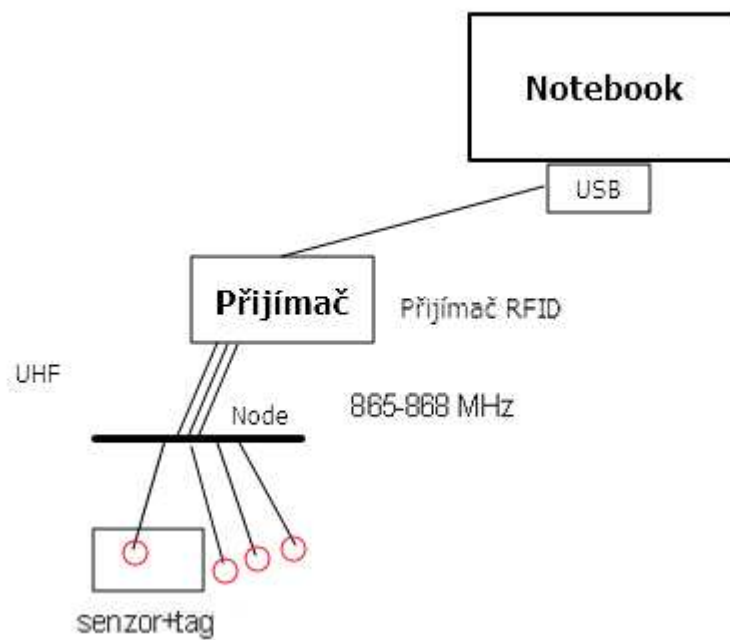 Notebook
USB
Přijímač
Přijímač RFID
UHF
865-868 MHz
Node
senzor+tag